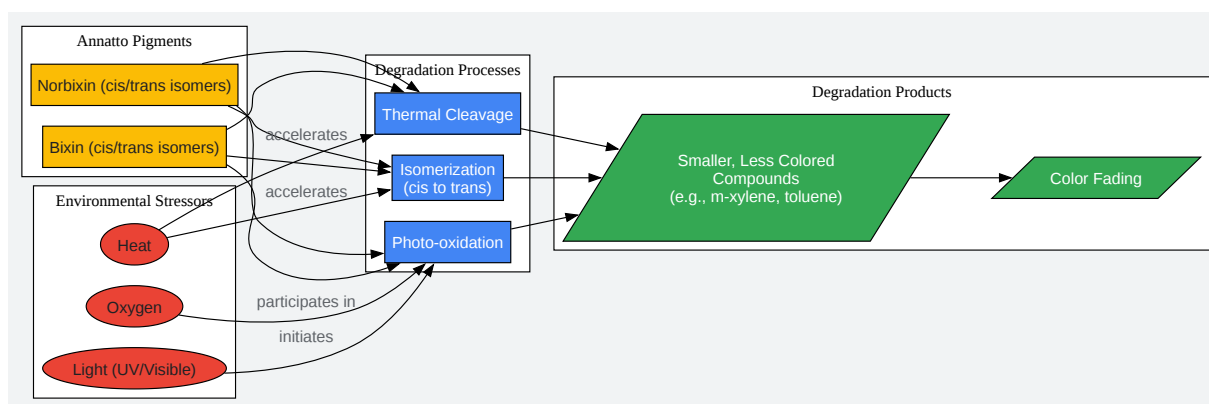 Annatto Pigments
Norbixin (cis/trans isomers)
Bixin (cis/trans isomers)
Environmental Stressors
Heat
Oxygen
Light (UV/Visible)
accelerates
accelerates
participates in
initiates
Degradation Processes
Thermal Cleavage
Isomerization
(cis to trans)
Photo-oxidation
Degradation Products
Smaller, Less Colored
Compounds
(e.g., m-xylene, toluene)
Color Fading